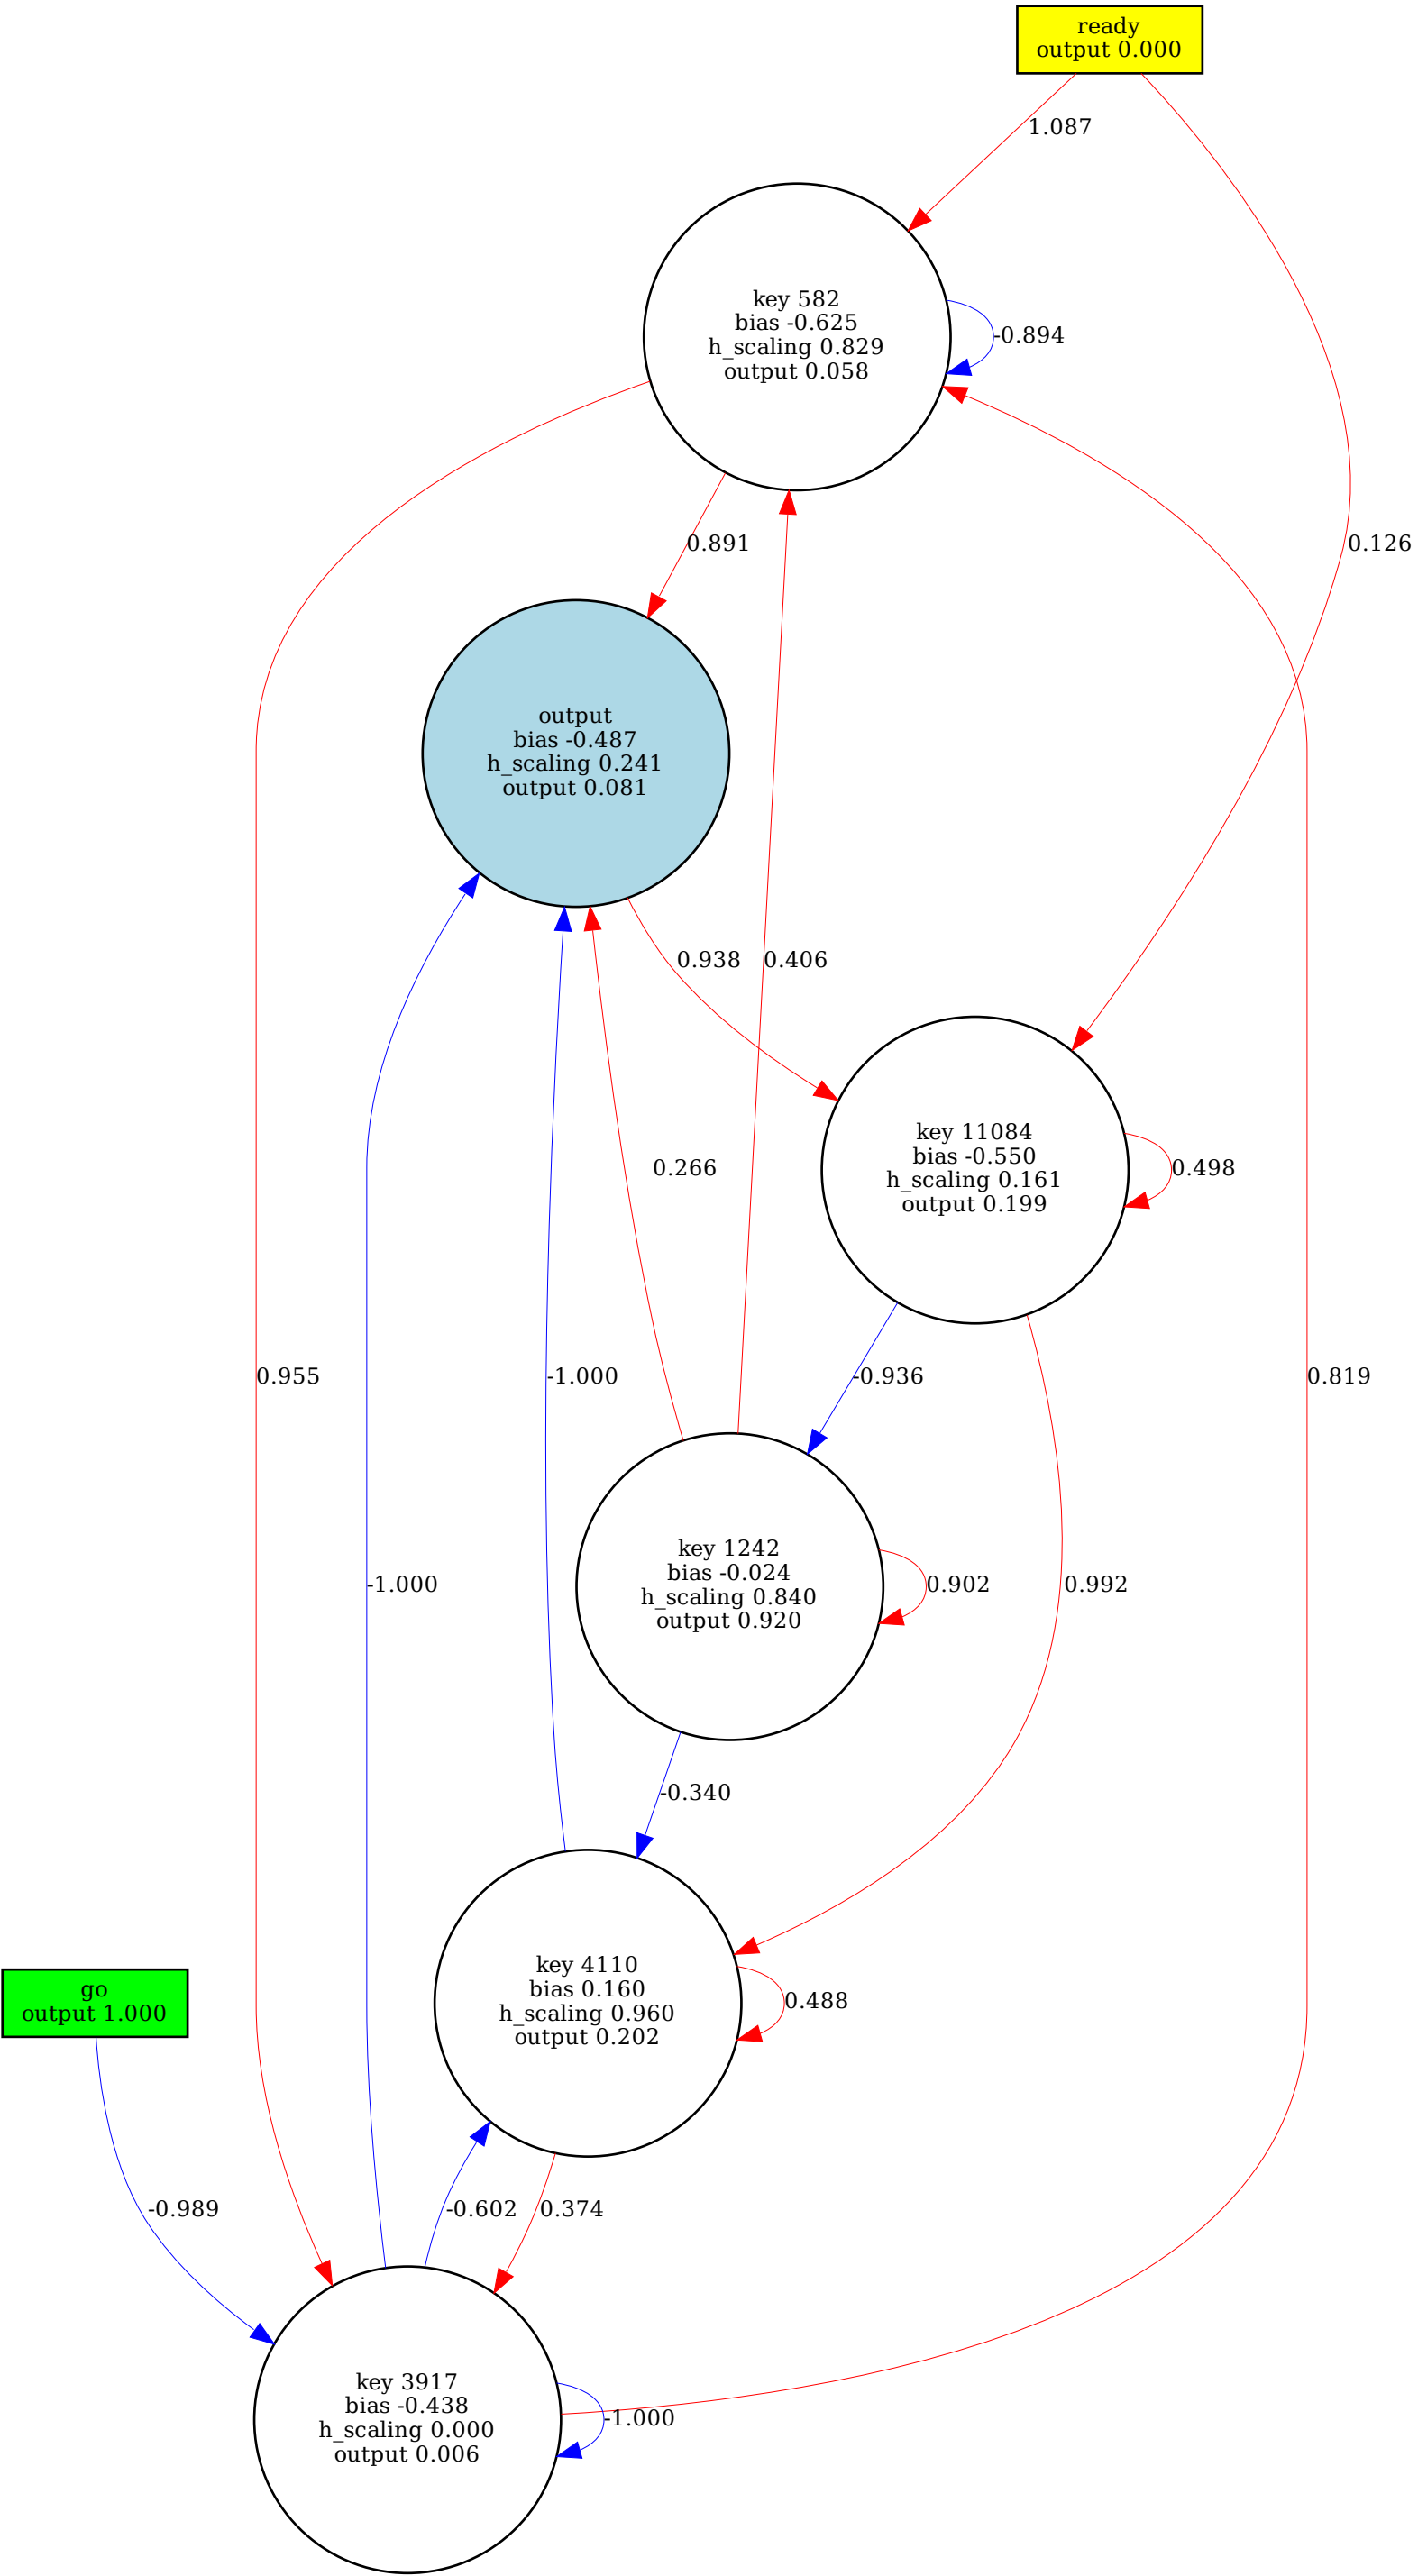 ready
output 0.000
1.087
key 582
bias -0.625
h_scaling 0.829
output 0.058
-0.894
0.891
0.126
output
bias -0.487
h_scaling 0.241
output 0.081
0.938
0.406
key 11084
bias -0.550
h_scaling 0.161
output 0.199
0.266
0.498
0.955
-1.000
-0.936
0.819
key 1242
bias -0.024
h_scaling 0.840
output 0.920
-1.000
0.902
0.992
-0.340
go
output 1.000
key 4110
bias 0.160
h_scaling 0.960
output 0.202
0.488
-0.989
-0.602
0.374
key 3917
bias -0.438
h_scaling 0.000
output 0.006
-1.000